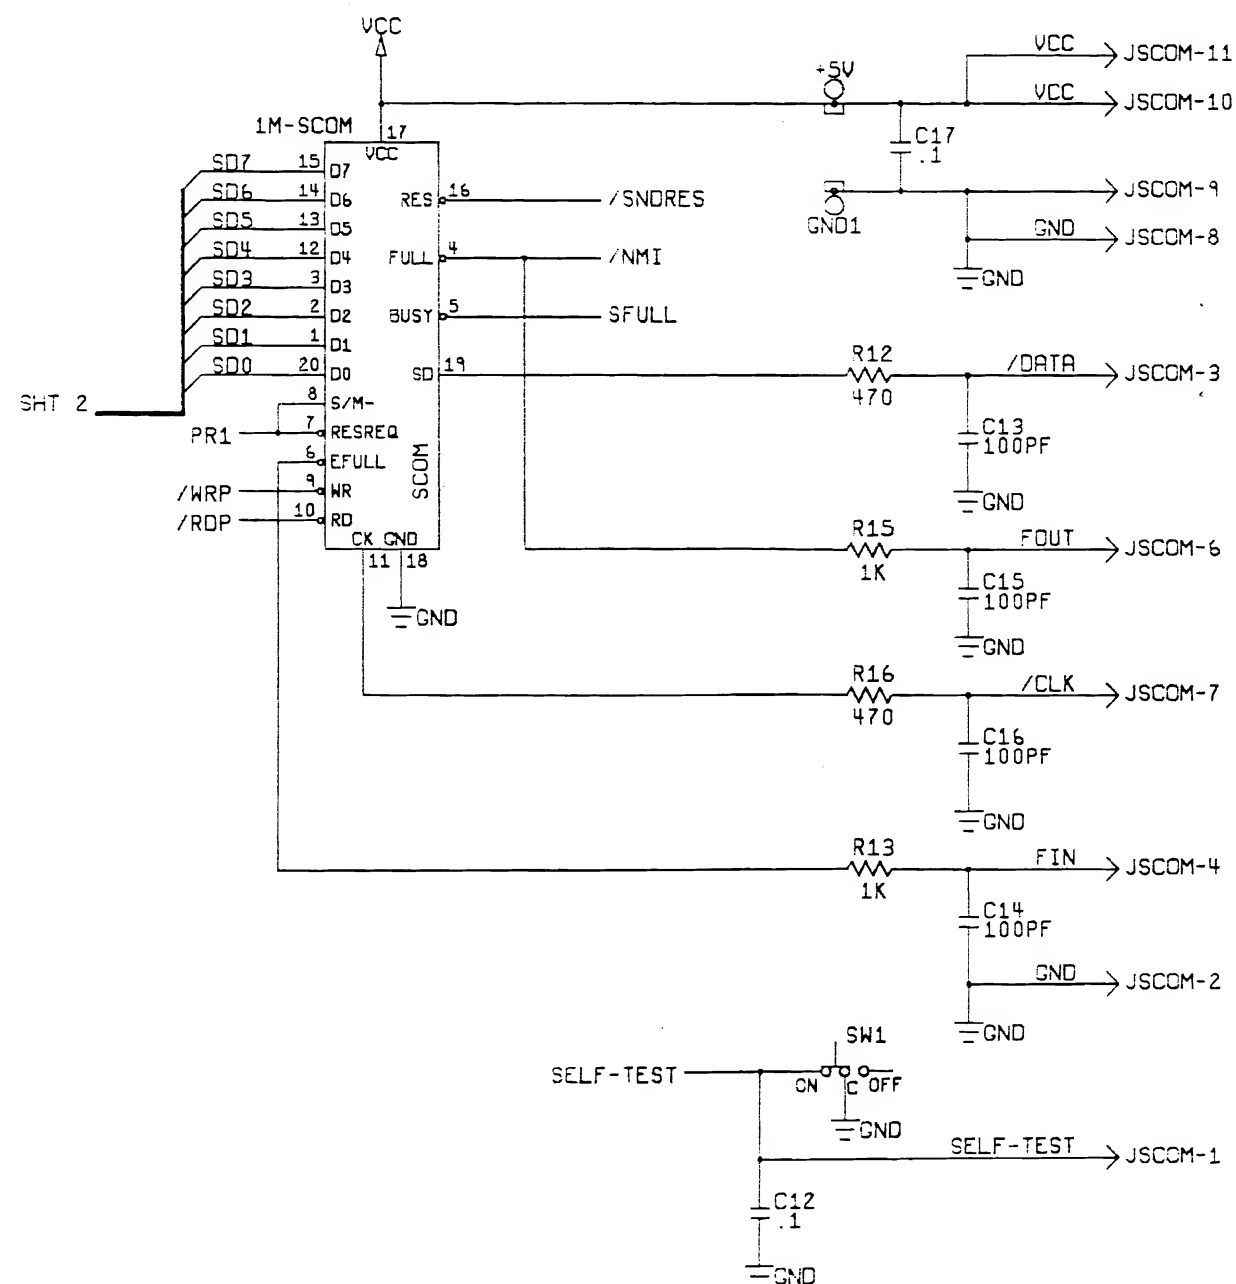 VCC
VCC JSCOM-11
+5V
VCC JSCOM-10
1M-SCOM
17
VCC
C17
.1
SD7 15 D7
SD6 14 D6
SD5 13 D5
SD4 12 D4
SD3 3 D3
SD2 2 D2
SD1 1 D1
SD0 20 D0
8 S/M-
PR1 7 RESREQ
6 EFULL
/WRP 9 WR
/RDP 10 RD
SHT 2
RES 16 /SNDRES
FULL 4 /NMI
BUSY 5 SFULL
SD 19
SCOM
CK GND
11 18
GND
GND1
JSCOM-9
GND JSCOM-8
GND
R12
470
/DATA JSCOM-3
C13
100PF
GND
R15
1K
FOUT JSCOM-6
C15
100PF
GND
R16
470
/CLK JSCOM-7
C16
100PF
GND
R13
1K
FIN JSCOM-4
C14
100PF
GND JSCOM-2
GND
SW1
SELF-TEST
ON C OFF
GND
SELF-TEST JSCOM-1
C12
.1
GND